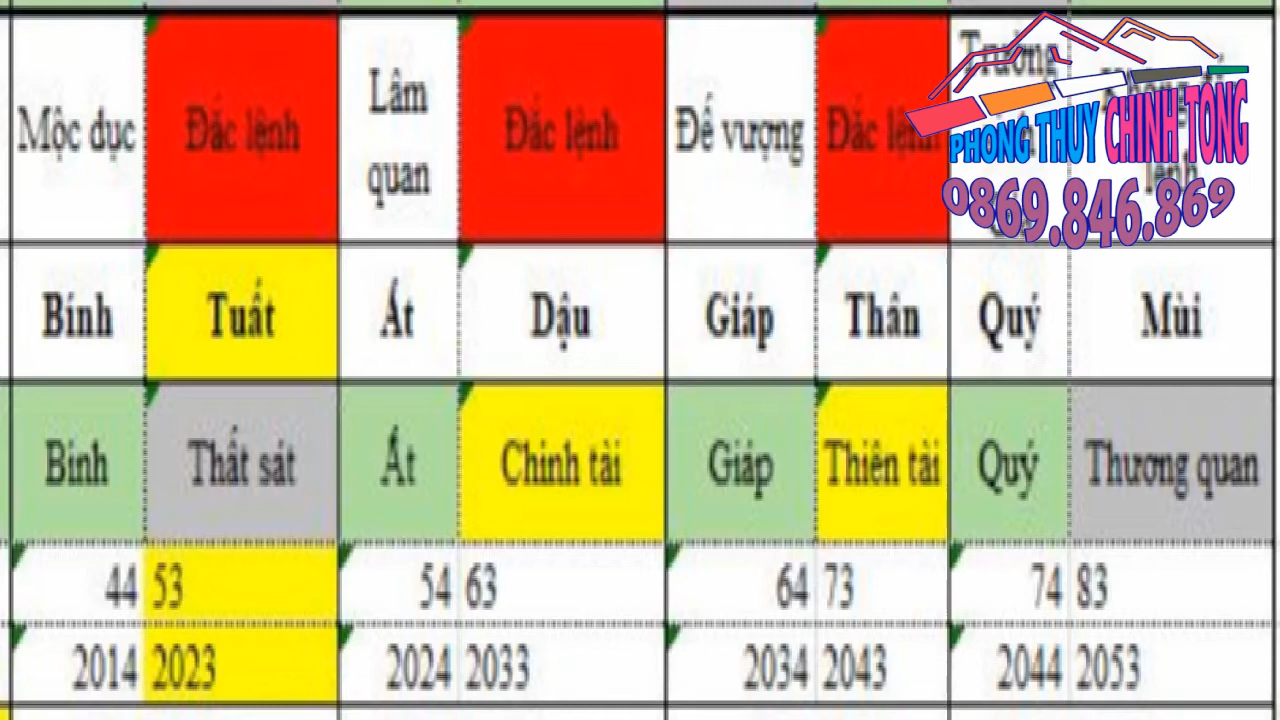 Mộc dục
Đắc lệnh
Lâm
quan
Đắc lệnh
Đế vượng
Đắc lệnh
Trường
lệnh
PHONG THUY CHINH TONG
0869.846.869
Bính
Tuất
Ất
Dậu
Giáp
Thân
Quý
Mùi
Bính
Thất sát
Ất
Chính tài
Giáp
Thiên tài
Quý
Thương quan
44 53 54 63 64 73 74 83
2014 2023 2024 2033 2034 2043 2044 2053